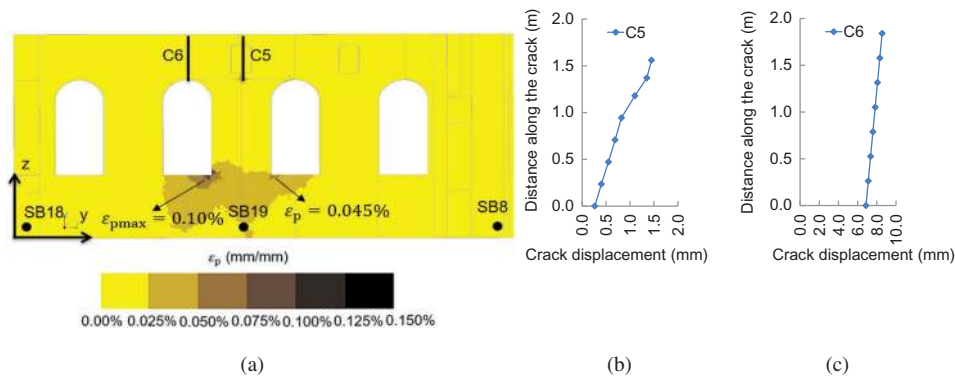 C6
C5
z
SB18
y
εpmax = 0.10%
SB19
εp = 0.045%
SB8
εp (mm/mm)
0.00% 0.025% 0.050% 0.075% 0.100% 0.125% 0.150%
(a)
Distance along the crack (m)
2.0
1.5
1.0
0.5
0.0
C5
0.0
0.5
1.0
1.5
2.0
Crack displacement (mm)
(b)
Distance along the crack (m)
2.0
1.5
1.0
0.5
0.0
C6
0.0
2.0
4.0
6.0
8.0
10.0
Crack displacement (mm)
(c)